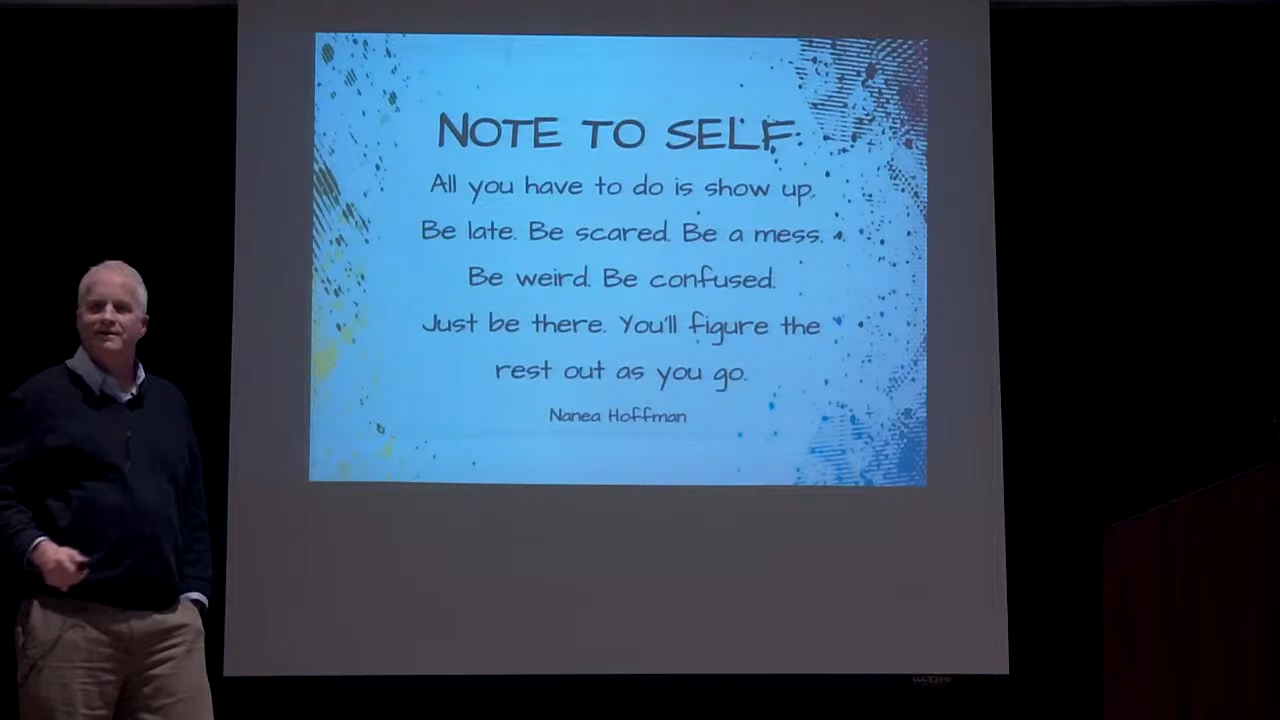 NOTE TO SELF:
All you have to do is show up.
Be late. Be scared. Be a mess.
Be weird. Be confused.
Just be there. You'll figure the
rest out as you go.
Nanea Hoffman